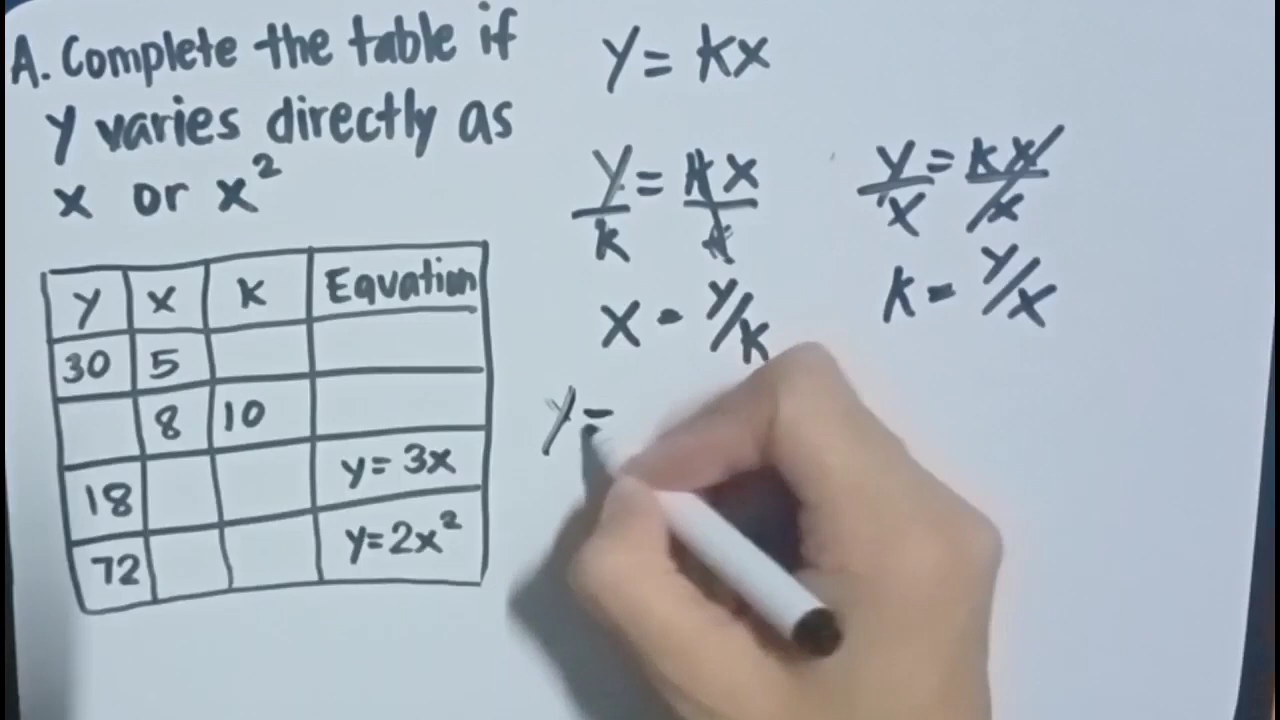 A. Complete the table if
y varies directly as
x or x²
y x k Equation
30 5
8 10
18 y = 3x
72 y = 2x²
y = kx
y/k = kx/k
x = y/k
y =
y/x = kx/x
k = y/x